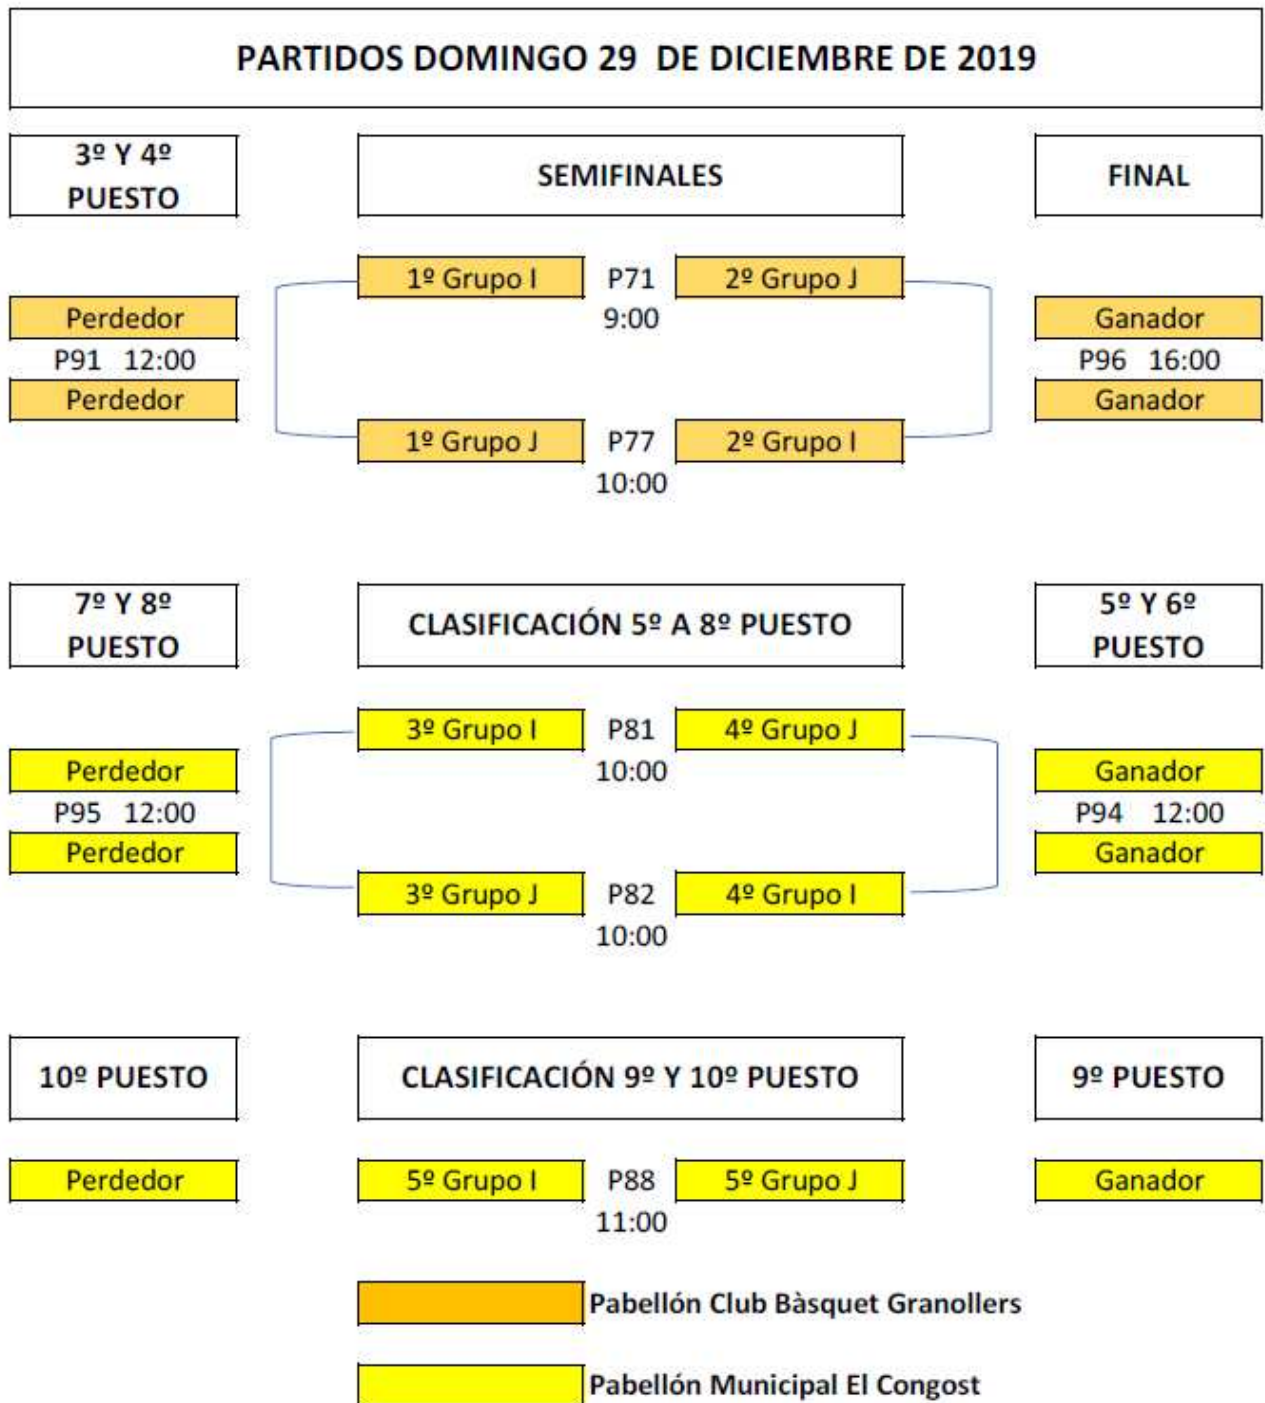 PARTIDOS DOMINGO 29 DE DICIEMBRE DE 2019
3º Y 4º
PUESTO
SEMIFINALES
FINAL
1º Grupo I P71 2º Grupo J
9:00
Perdedor
P91 12:00
Perdedor
Ganador
P96 16:00
Ganador
1º Grupo J P77 2º Grupo I
10:00
7º Y 8º
PUESTO
CLASIFICACIÓN 5º A 8º PUESTO
5º Y 6º
PUESTO
3º Grupo I P81 4º Grupo J
10:00
Perdedor
P95 12:00
Perdedor
Ganador
P94 12:00
Ganador
3º Grupo J P82 4º Grupo I
10:00
10º PUESTO
CLASIFICACIÓN 9º Y 10º PUESTO
9º PUESTO
Perdedor
5º Grupo I P88 5º Grupo J
11:00
Ganador
Pabellón Club Bàsquet Granollers
Pabellón Municipal El Congost